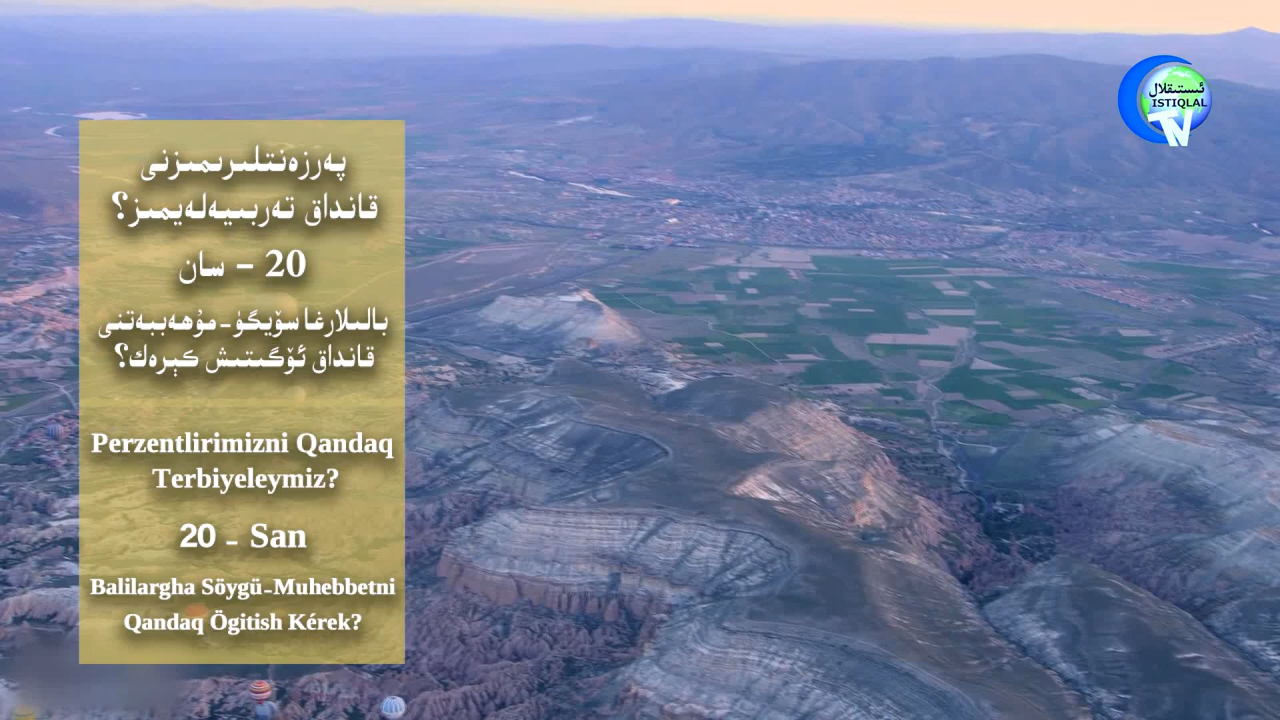 پەرزەنتلىرىمىزنى
قانداق تەربىيەلەيمىز؟
20 - سان
بالىلارغا سۆيگۈ-مۇھەببەتنى
قانداق ئۆگىتىش كېرەك؟
Perzentlirimizni Qandaq
Terbiyeleymiz?
20 - San
Balilargha Söygü-Muhebbetni
Qandaq Ögitish Kérek?
ئىستىقلال
ISTIQLAL
TV